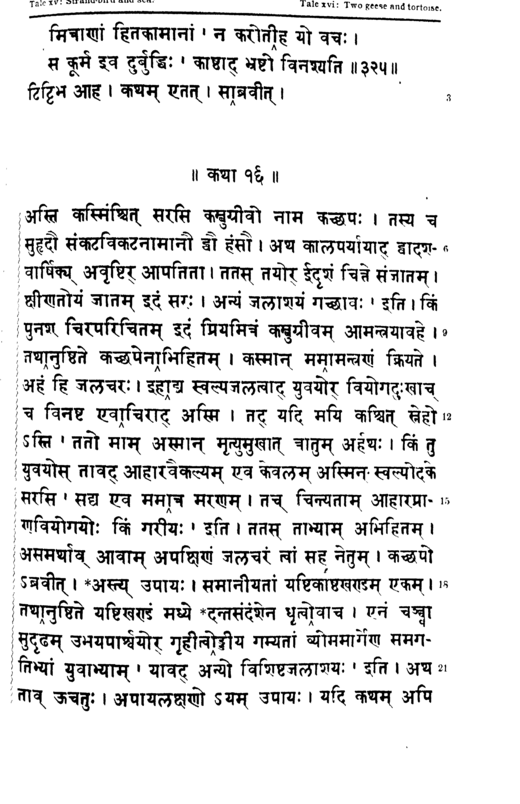 Tale xv: Strand-bird and sea.
Tale xvi: Two geese and tortoise.
मित्राणां हितकामानां ' न करोतीह यो वचः ।
स कूर्म इव दुर्बुद्धिः ' काष्ठाद् भ्रष्टो विनश्यति ॥३२५॥
टिट्टिभ आह । कथम् एतत् । साब्रवीत् । 3
॥ कथा १६ ॥
अस्ति कस्मिंश्चित् सरसि कम्बुग्रीवो नाम कच्छपः । तस्य च
सुहृदौ संकटविकटनामानौ द्वौ हंसौ । अथ कालपर्यायाद् द्वादश- 6
वार्षिक्य् अवृष्टिर् आपतिता । ततस् तयोर् ईदृशं चित्ते संजातम् ।
क्षीणतोयं जातम् इदं सरः । अन्यं जलाशयं गच्छावः ' इति । किं
पुनश् चिरपरिचितम् इदं प्रियमित्रं कम्बुग्रीवम् आमन्त्रयावहे । 9
तथानुष्ठिते कच्छपेनाभिहितम् । कस्मान् ममामन्त्रणं क्रियते ।
अहं हि जलचरः । इहाद्य स्वल्पजलत्वाद् युवयोर् वियोगदुःखाच्
च विनष्ट एवाचिराद् अस्मि । तद् यदि मयि कश्चित् स्नेहो 12
ऽस्ति ' ततो माम् अस्मान् मृत्युमुखात् त्रातुम् अर्हथः । किं तु
युवयोस् तावद् आहारवैकल्यम् एव केवलम् अस्मिन् स्वल्पोदके
सरसि ' सद्य एव ममात्र मरणम् । तच् चिन्त्यताम् आहारप्रा- 15
णवियोगयोः किं गरीयः ' इति । ततस् ताभ्याम् अभिहितम् ।
असमर्थाव् आवाम् अपक्षिणं जलचरं त्वां सह नेतुम् । कच्छपो
ऽब्रवीत् । *अस्त्य् उपायः । समानीयतां यष्टिकाष्ठखण्डम् एकम् । 18
तथानुष्ठिते यष्टिखण्डं मध्ये *दन्तसंदंशेन धृत्वोवाच । एनं चञ्च्वा
सुदृढम् उभयपार्श्वयोर् गृहीत्वोड्डीय गम्यतां व्योममार्गेण समग-
तिभ्यां युवाभ्याम् ' यावद् अन्यो विशिष्टजलाशयः ' इति । अथ 21
ताव् ऊचतुः । अपायलक्षणो ऽयम् उपायः । यदि कथम् अपि